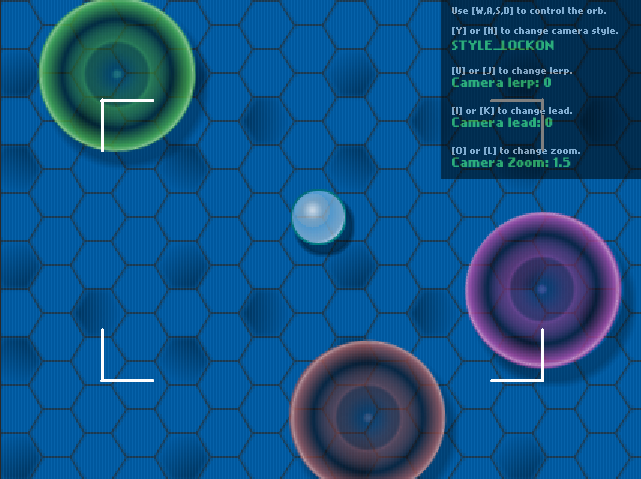 Use [W,A,S,D] to control the orb.
[Y] or [H] to change camera style.
STYLE_LOCKON
[U] or [J] to change lerp.
Camera lerp: 0
[I] or [K] to change lead.
Camera lead: 0
[O] or [L] to change zoom.
Camera Zoom: 1.5